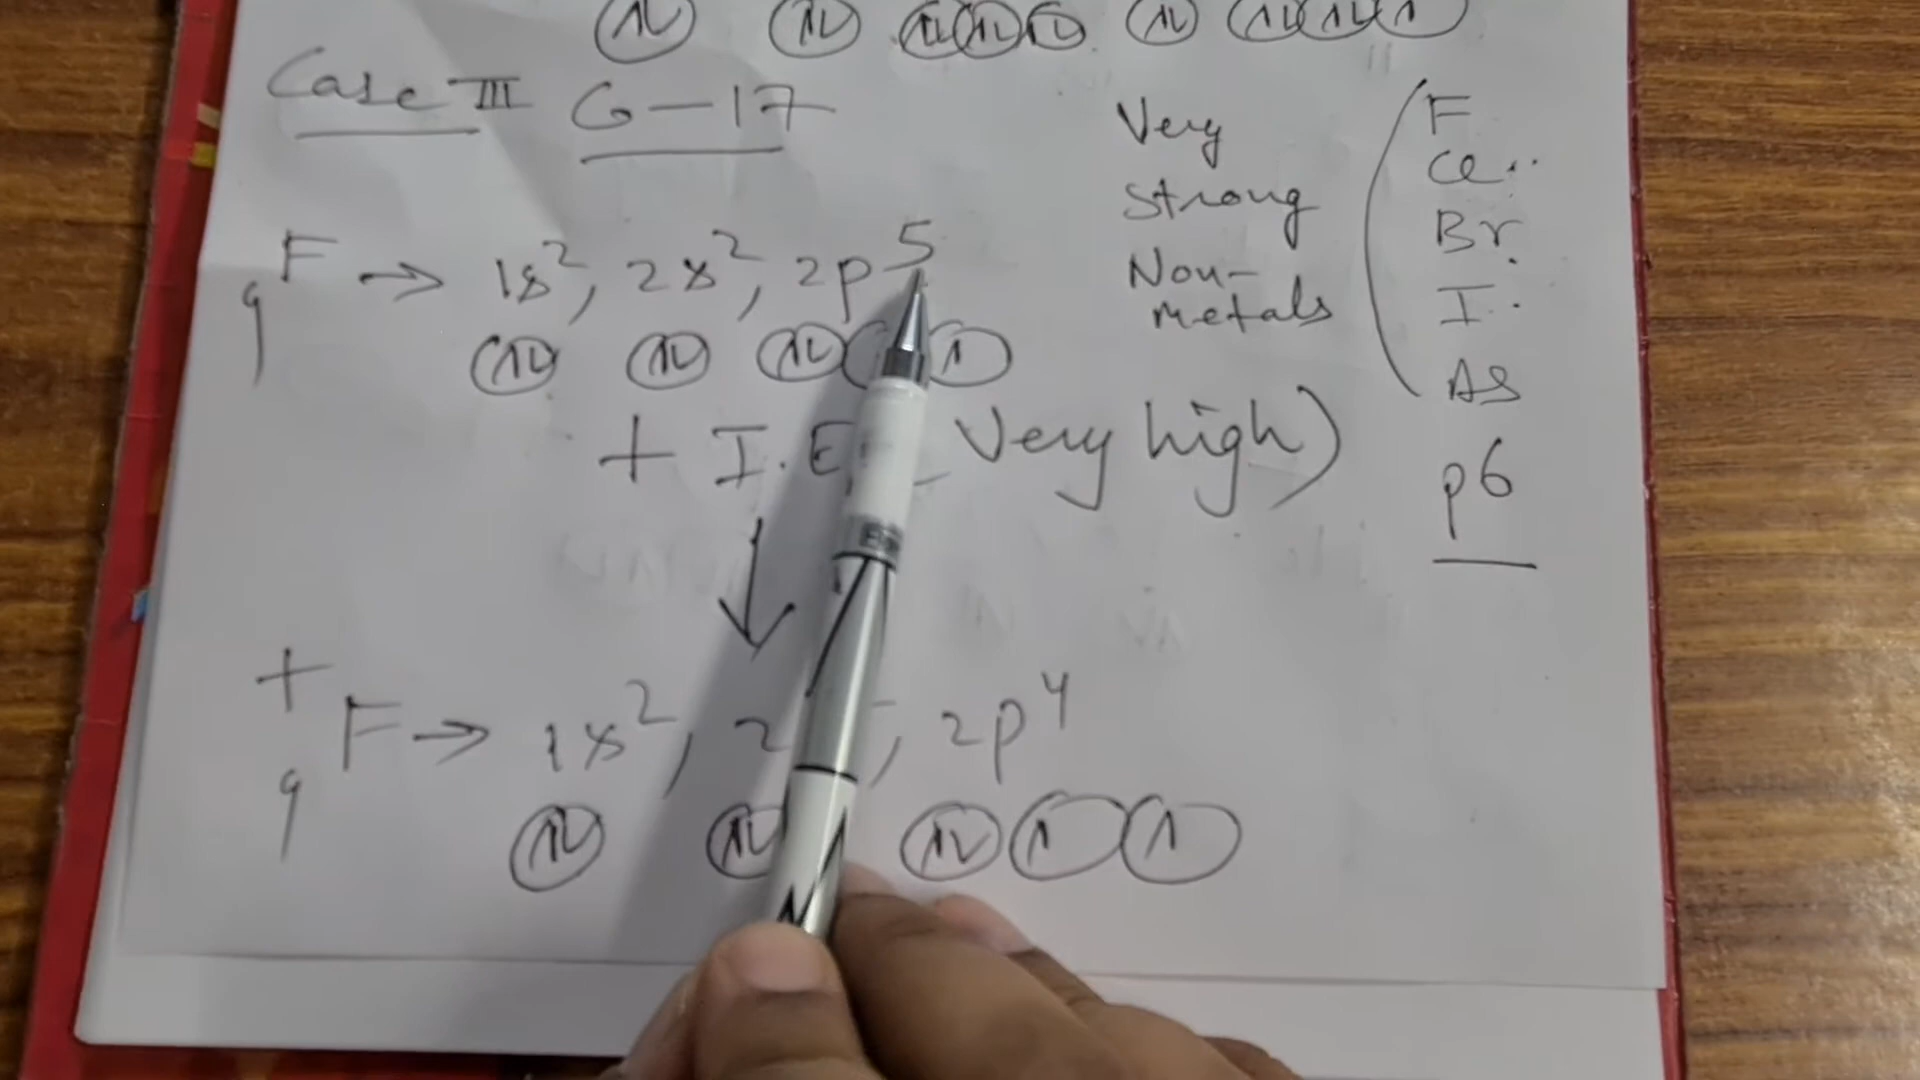 Case III G-17
9F → 1s², 2s², 2p⁵
+ I.E Very high)
+
9F → 1s², 2 , 2p⁴
Very
Strong
Non-
metals
F
Cl
Br
I
As
p6